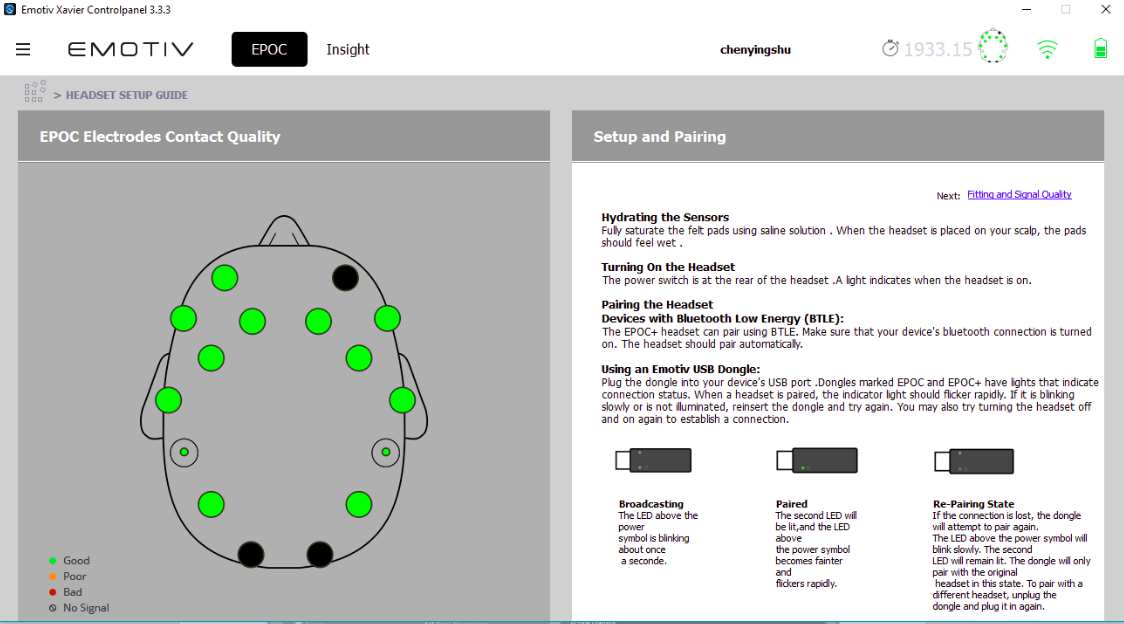 Emotiv Xavier Controlpanel 3.3.3
EMOTIV
EPOC
Insight
chenyingshu
1933.15
> HEADSET SETUP GUIDE
EPOC Electrodes Contact Quality
Good
Poor
Bad
No Signal
Setup and Pairing
Next: Fitting and Signal Quality
Hydrating the Sensors
Fully saturate the felt pads using saline solution . When the headset is placed on your scalp, the pads
should feel wet .
Turning On the Headset
The power switch is at the rear of the headset .A light indicates when the headset is on.
Pairing the Headset
Devices with Bluetooth Low Energy (BTLE):
The EPOC+ headset can pair using BTLE. Make sure that your device's bluetooth connection is turned
on. The headset should pair automatically.
Using an Emotiv USB Dongle:
Plug the dongle into your device's USB port .Dongles marked EPOC and EPOC+ have lights that indicate
connection status. When a headset is paired, the indicator light should flicker rapidly. If it is blinking
slowly or is not illuminated, reinsert the dongle and try again. You may also try turning the headset off
and on again to establish a connection.
Broadcasting
The LED above the
power
symbol is blinking
about once
a seconde.
Paired
The second LED will
be lit,and the LED
above
the power symbol
becomes fainter
and
flickers rapidly.
Re-Pairing State
If the connection is lost, the dongle
will attempt to pair again.
The LED above the power symbol will
blink slowly. The second
LED will remain lit. The dongle will only
pair with the original
headset in this state. To pair with a
different headset, unplug the
dongle and plug it in again.